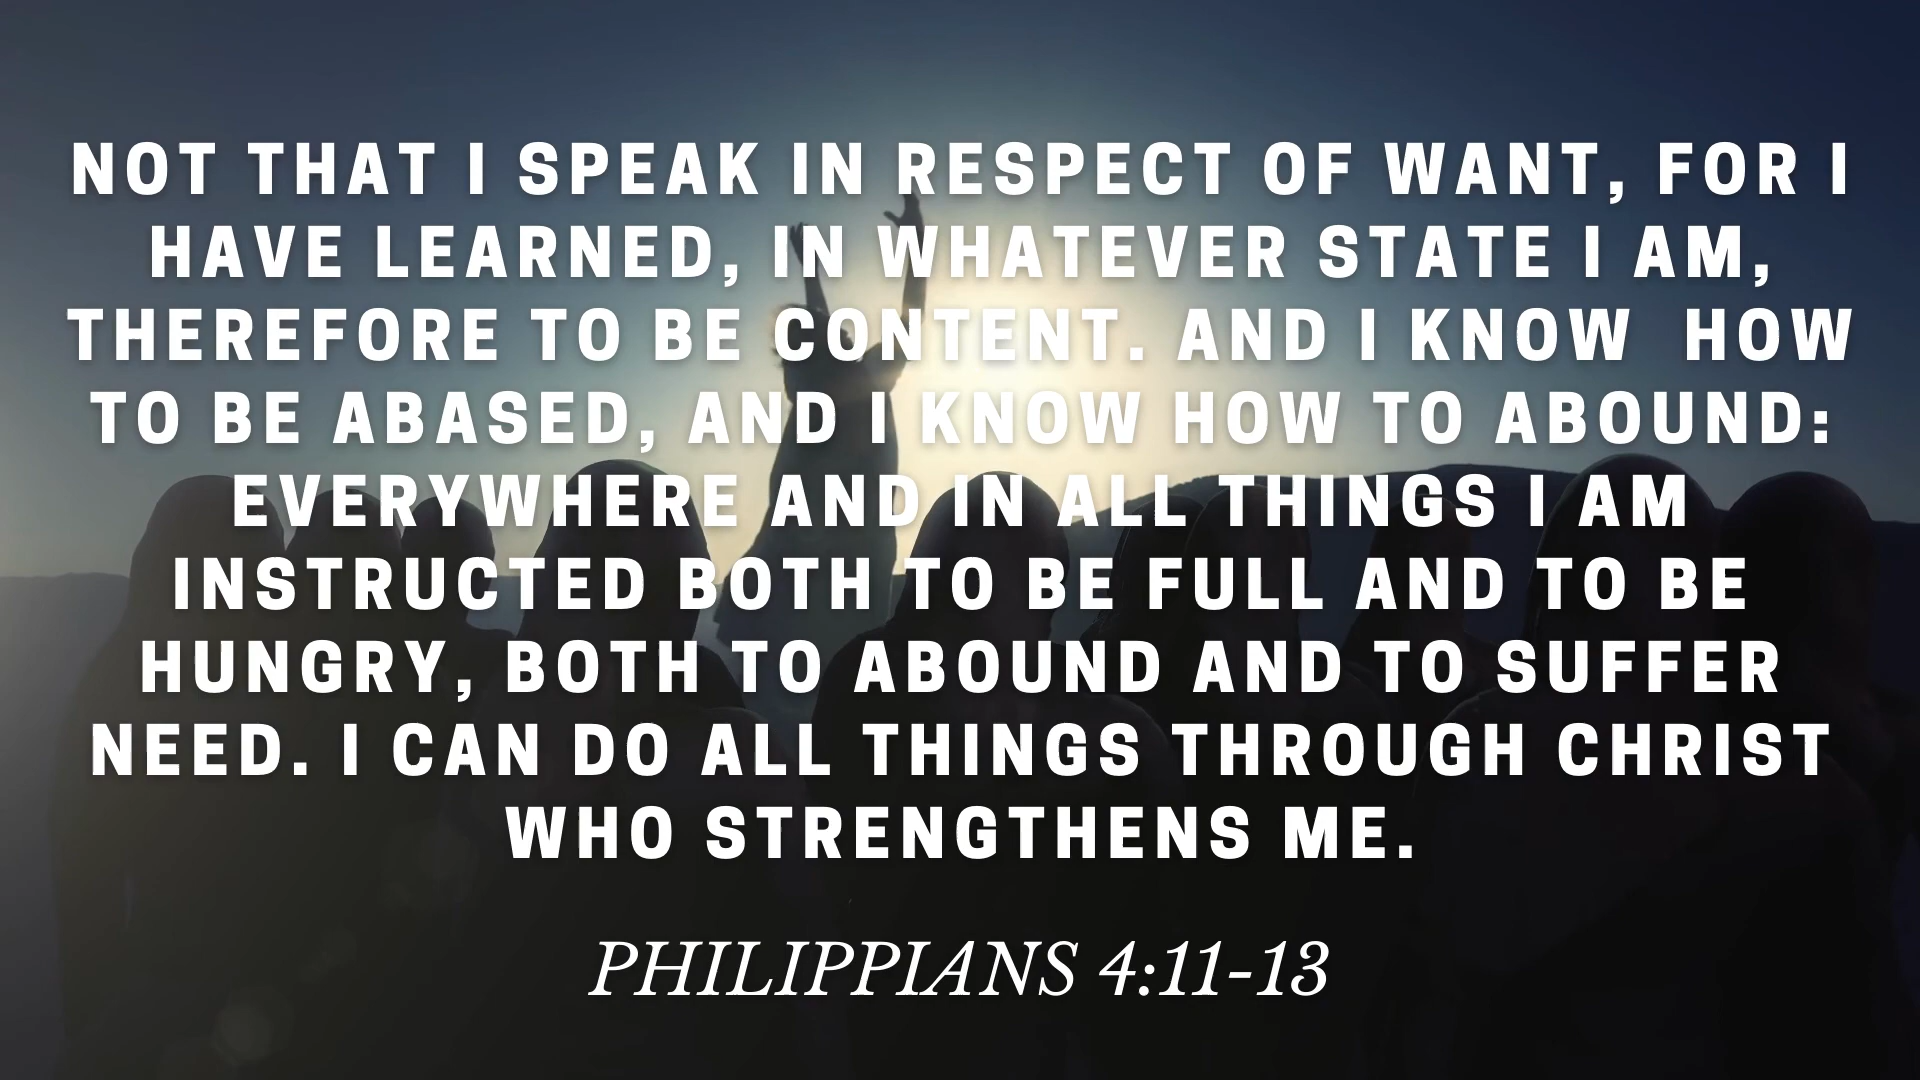 NOT THAT I SPEAK IN RESPECT OF WANT, FOR I
HAVE LEARNED, IN WHATEVER STATE I AM,
THEREFORE TO BE CONTENT. AND I KNOW  HOW
TO BE ABASED, AND I KNOW HOW TO ABOUND:
EVERYWHERE AND IN ALL THINGS I AM
INSTRUCTED BOTH TO BE FULL AND TO BE
HUNGRY, BOTH TO ABOUND AND TO SUFFER
NEED. I CAN DO ALL THINGS THROUGH CHRIST
WHO STRENGTHENS ME.
PHILIPPIANS 4:11-13